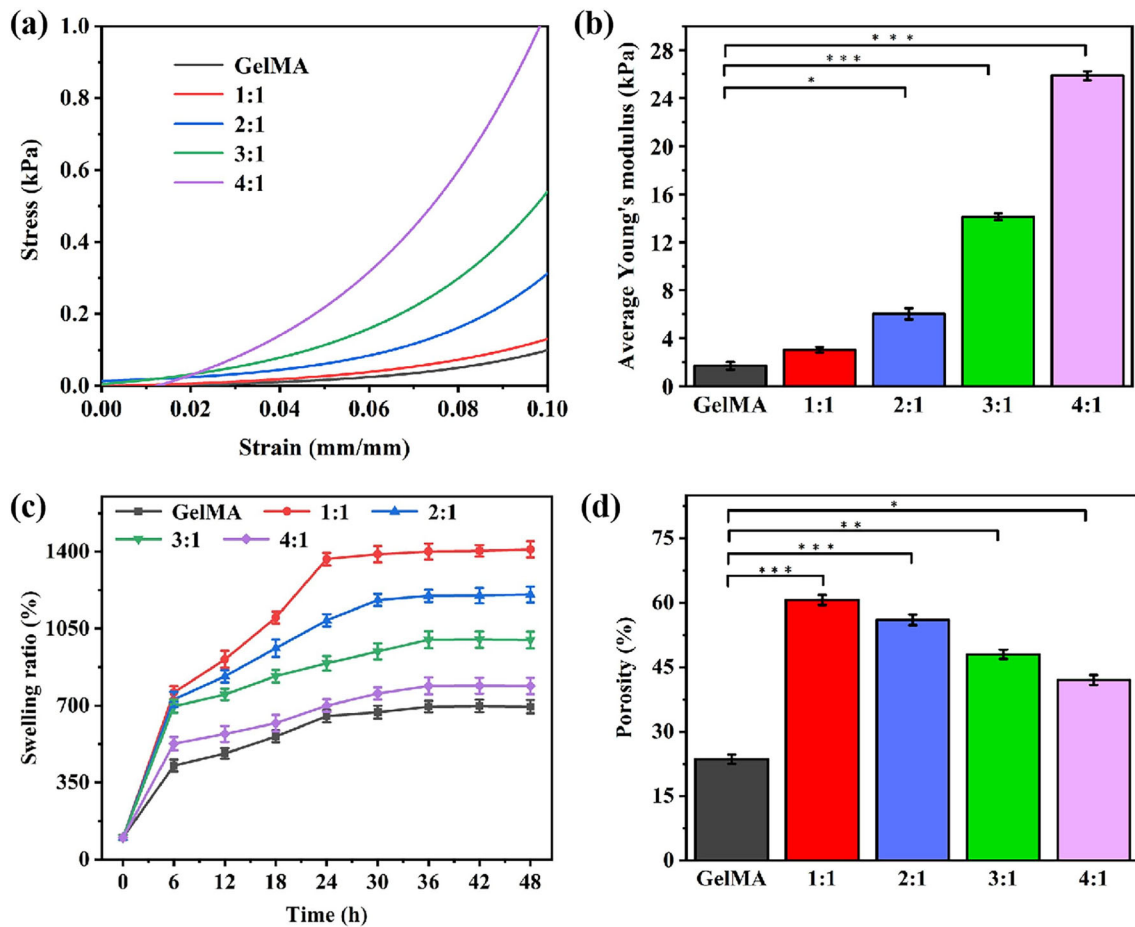 (a)
1.0
0.8
0.6
0.4
0.2
0.0
Stress (kPa)
GelMA
1:1
2:1
3:1
4:1
0.00 0.02 0.04 0.06 0.08 0.10
Strain (mm/mm)
(b)
28
24
20
16
12
8
4
0
Average Young's modulus (kPa)
* * *
***
*
GelMA 1:1 2:1 3:1 4:1
(c)
GelMA 1:1 2:1
3:1 4:1
1400
1050
700
350
0
Swelling ratio (%)
0 6 12 18 24 30 36 42 48
Time (h)
(d)
75
60
45
30
15
0
Porosity (%)
*
* *
* * *
***
GelMA 1:1 2:1 3:1 4:1